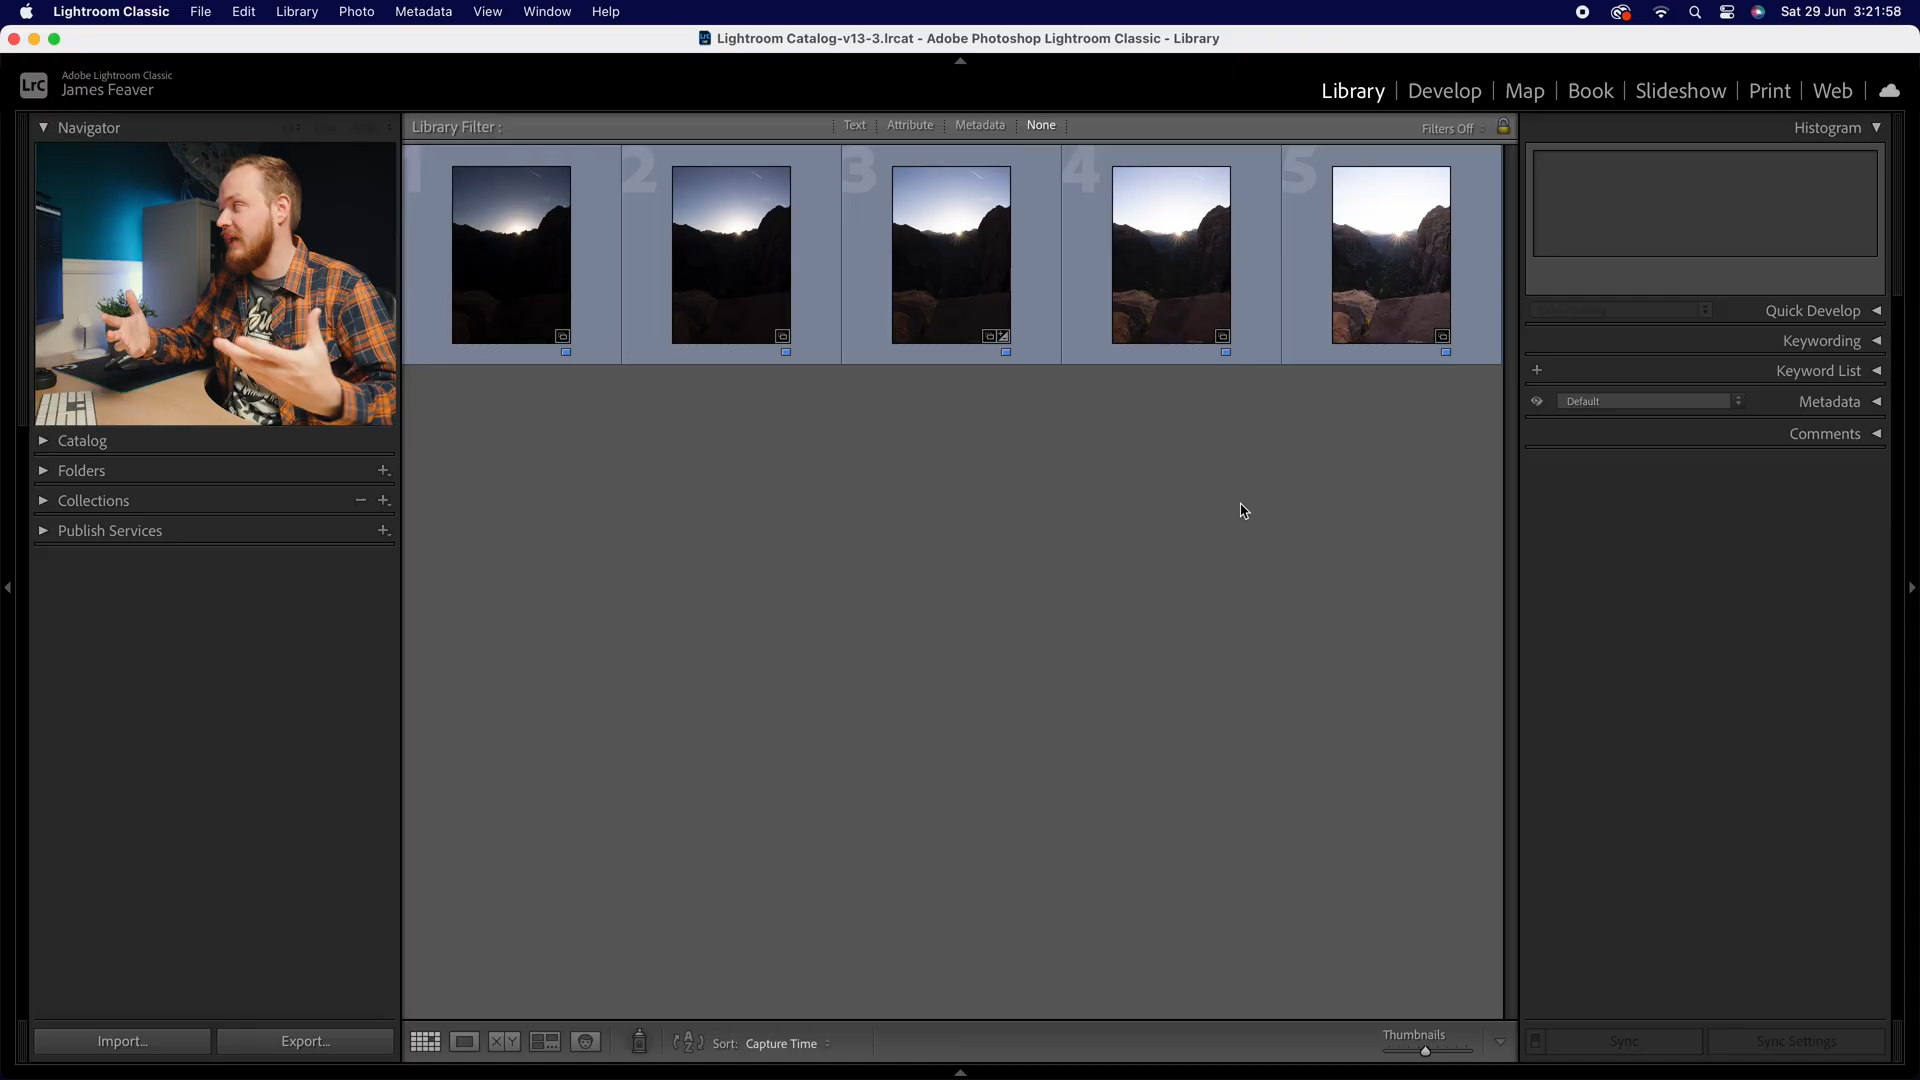 Lightroom Classic File Edit Library Photo Metadata View Window Help Sat 29 Jun 3:21:58
Lightroom Catalog-v13-3.lrcat - Adobe Photoshop Lightroom Classic - Library
LrC
Adobe Lightroom Classic
James Feaver
Library | Develop | Map | Book | Slideshow | Print | Web
Navigator
Library Filter : Text Attribute Metadata None Filters Off
Histogram
1 2 3 4 5
Quick Develop
Keywording
+ Keyword List
Default Metadata
Comments
Catalog
Folders +
Collections − +
Publish Services +
Import... Export...
X Y
A Z Sort: Capture Time
Thumbnails
Sync Sync Settings